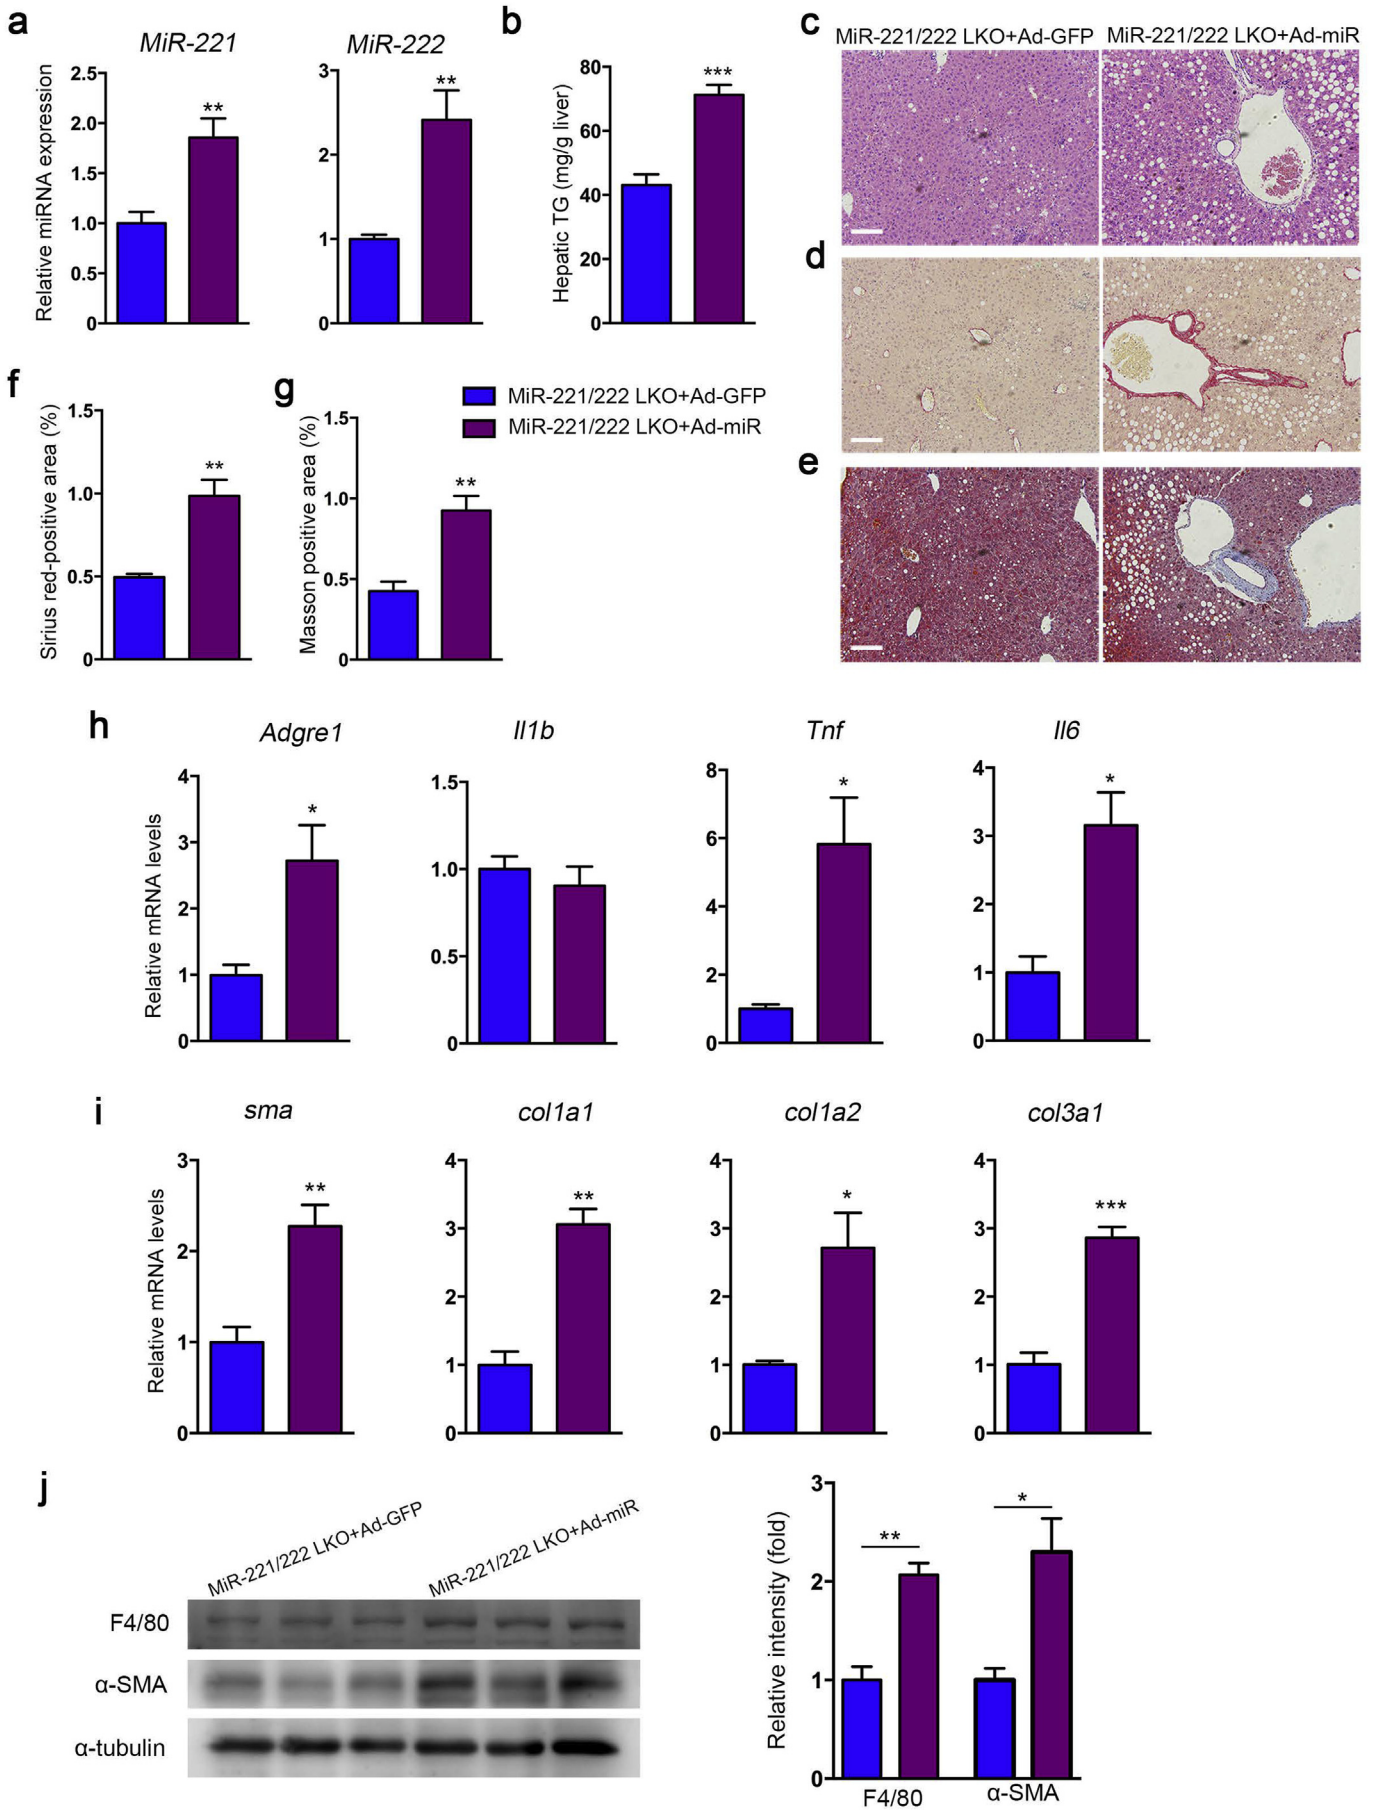 a
MiR-221
MiR-222
Relative miRNA expression
2.5
2.0
1.5
1.0
0.5
0
**
3
2
1
0
**
b
Hepatic TG (mg/g liver)
80
60
40
20
0
***
c
MiR-221/222 LKO+Ad-GFP
MiR-221/222 LKO+Ad-miR
d
e
f
Sirius red-positive area (%)
1.5
1.0
0.5
0
**
g
Masson positive area (%)
1.5
1.0
0.5
0
**
MiR-221/222 LKO+Ad-GFP
MiR-221/222 LKO+Ad-miR
h
Relative mRNA levels
Adgre1
4
3
2
1
0
*
Il1b
1.5
1.0
0.5
0
Tnf
8
6
4
2
0
*
Il6
4
3
2
1
0
*
i
Relative mRNA levels
sma
3
2
1
0
**
col1a1
4
3
2
1
0
**
col1a2
4
3
2
1
0
*
col3a1
4
3
2
1
0
***
j
MiR-221/222 LKO+Ad-GFP
MiR-221/222 LKO+Ad-miR
F4/80
α-SMA
α-tubulin
Relative intensity (fold)
3
2
1
0
**
*
F4/80
α-SMA